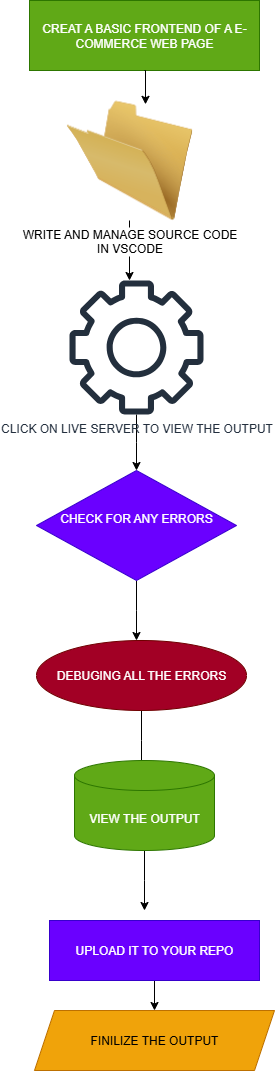 CREAT A BASIC FRONTEND OF A E-
COMMERCE WEB PAGE
WRITE AND MANAGE SOURCE CODE
IN VSCODE
CLICK ON LIVE SERVER TO VIEW THE OUTPUT
CHECK FOR ANY ERRORS
DEBUGING ALL THE ERRORS
VIEW THE OUTPUT
UPLOAD IT TO YOUR REPO
FINILIZE THE OUTPUT